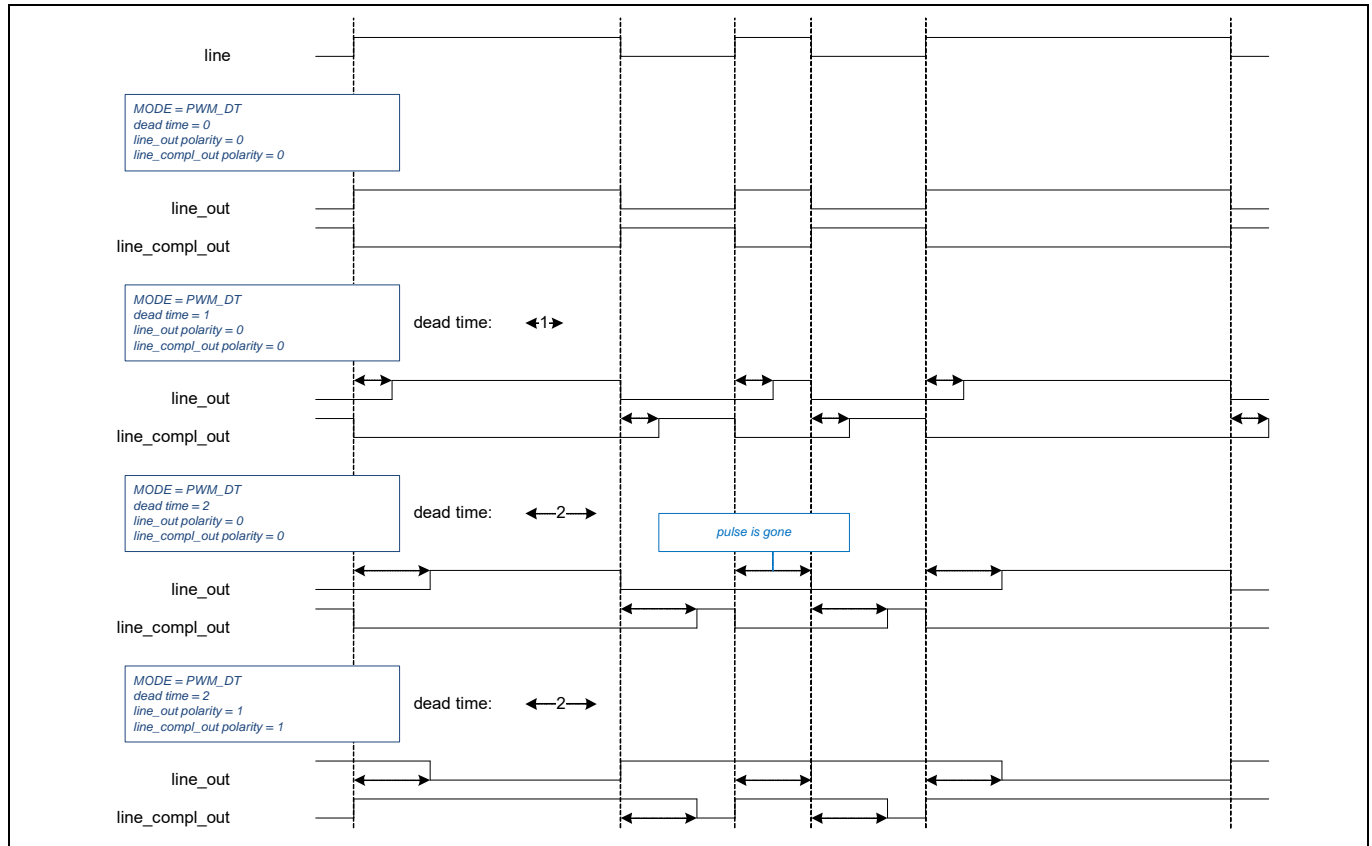 line
MODE = PWM_DT
dead time = 0
line_out polarity = 0
line_compl_out polarity = 0
line_out
line_compl_out
MODE = PWM_DT
dead time = 1
line_out polarity = 0
line_compl_out polarity = 0
dead time:
1
line_out
line_compl_out
MODE = PWM_DT
dead time = 2
line_out polarity = 0
line_compl_out polarity = 0
dead time:
2
pulse is gone
line_out
line_compl_out
MODE = PWM_DT
dead time = 2
line_out polarity = 1
line_compl_out polarity = 1
dead time:
2
line_out
line_compl_out